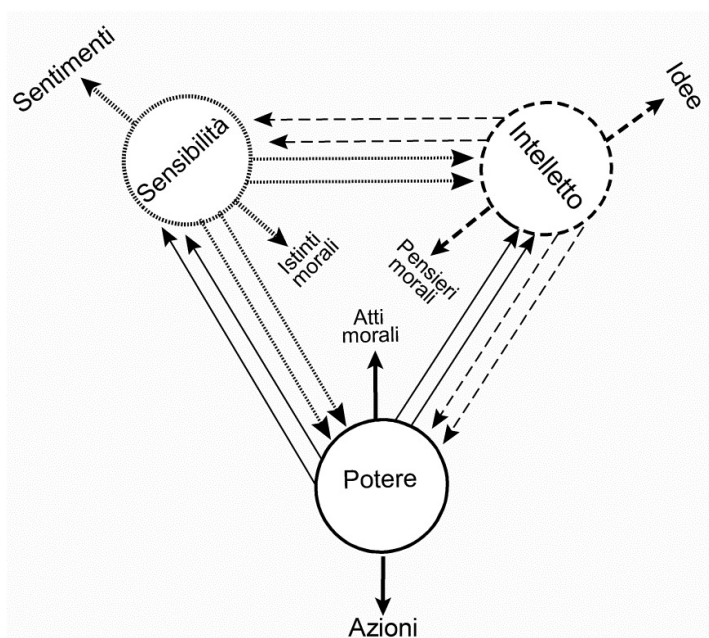 Sentimenti
Idee
Sensibilità
Intelletto
Istinti
morali
Pensieri
morali
Atti
morali
Potere
Azioni